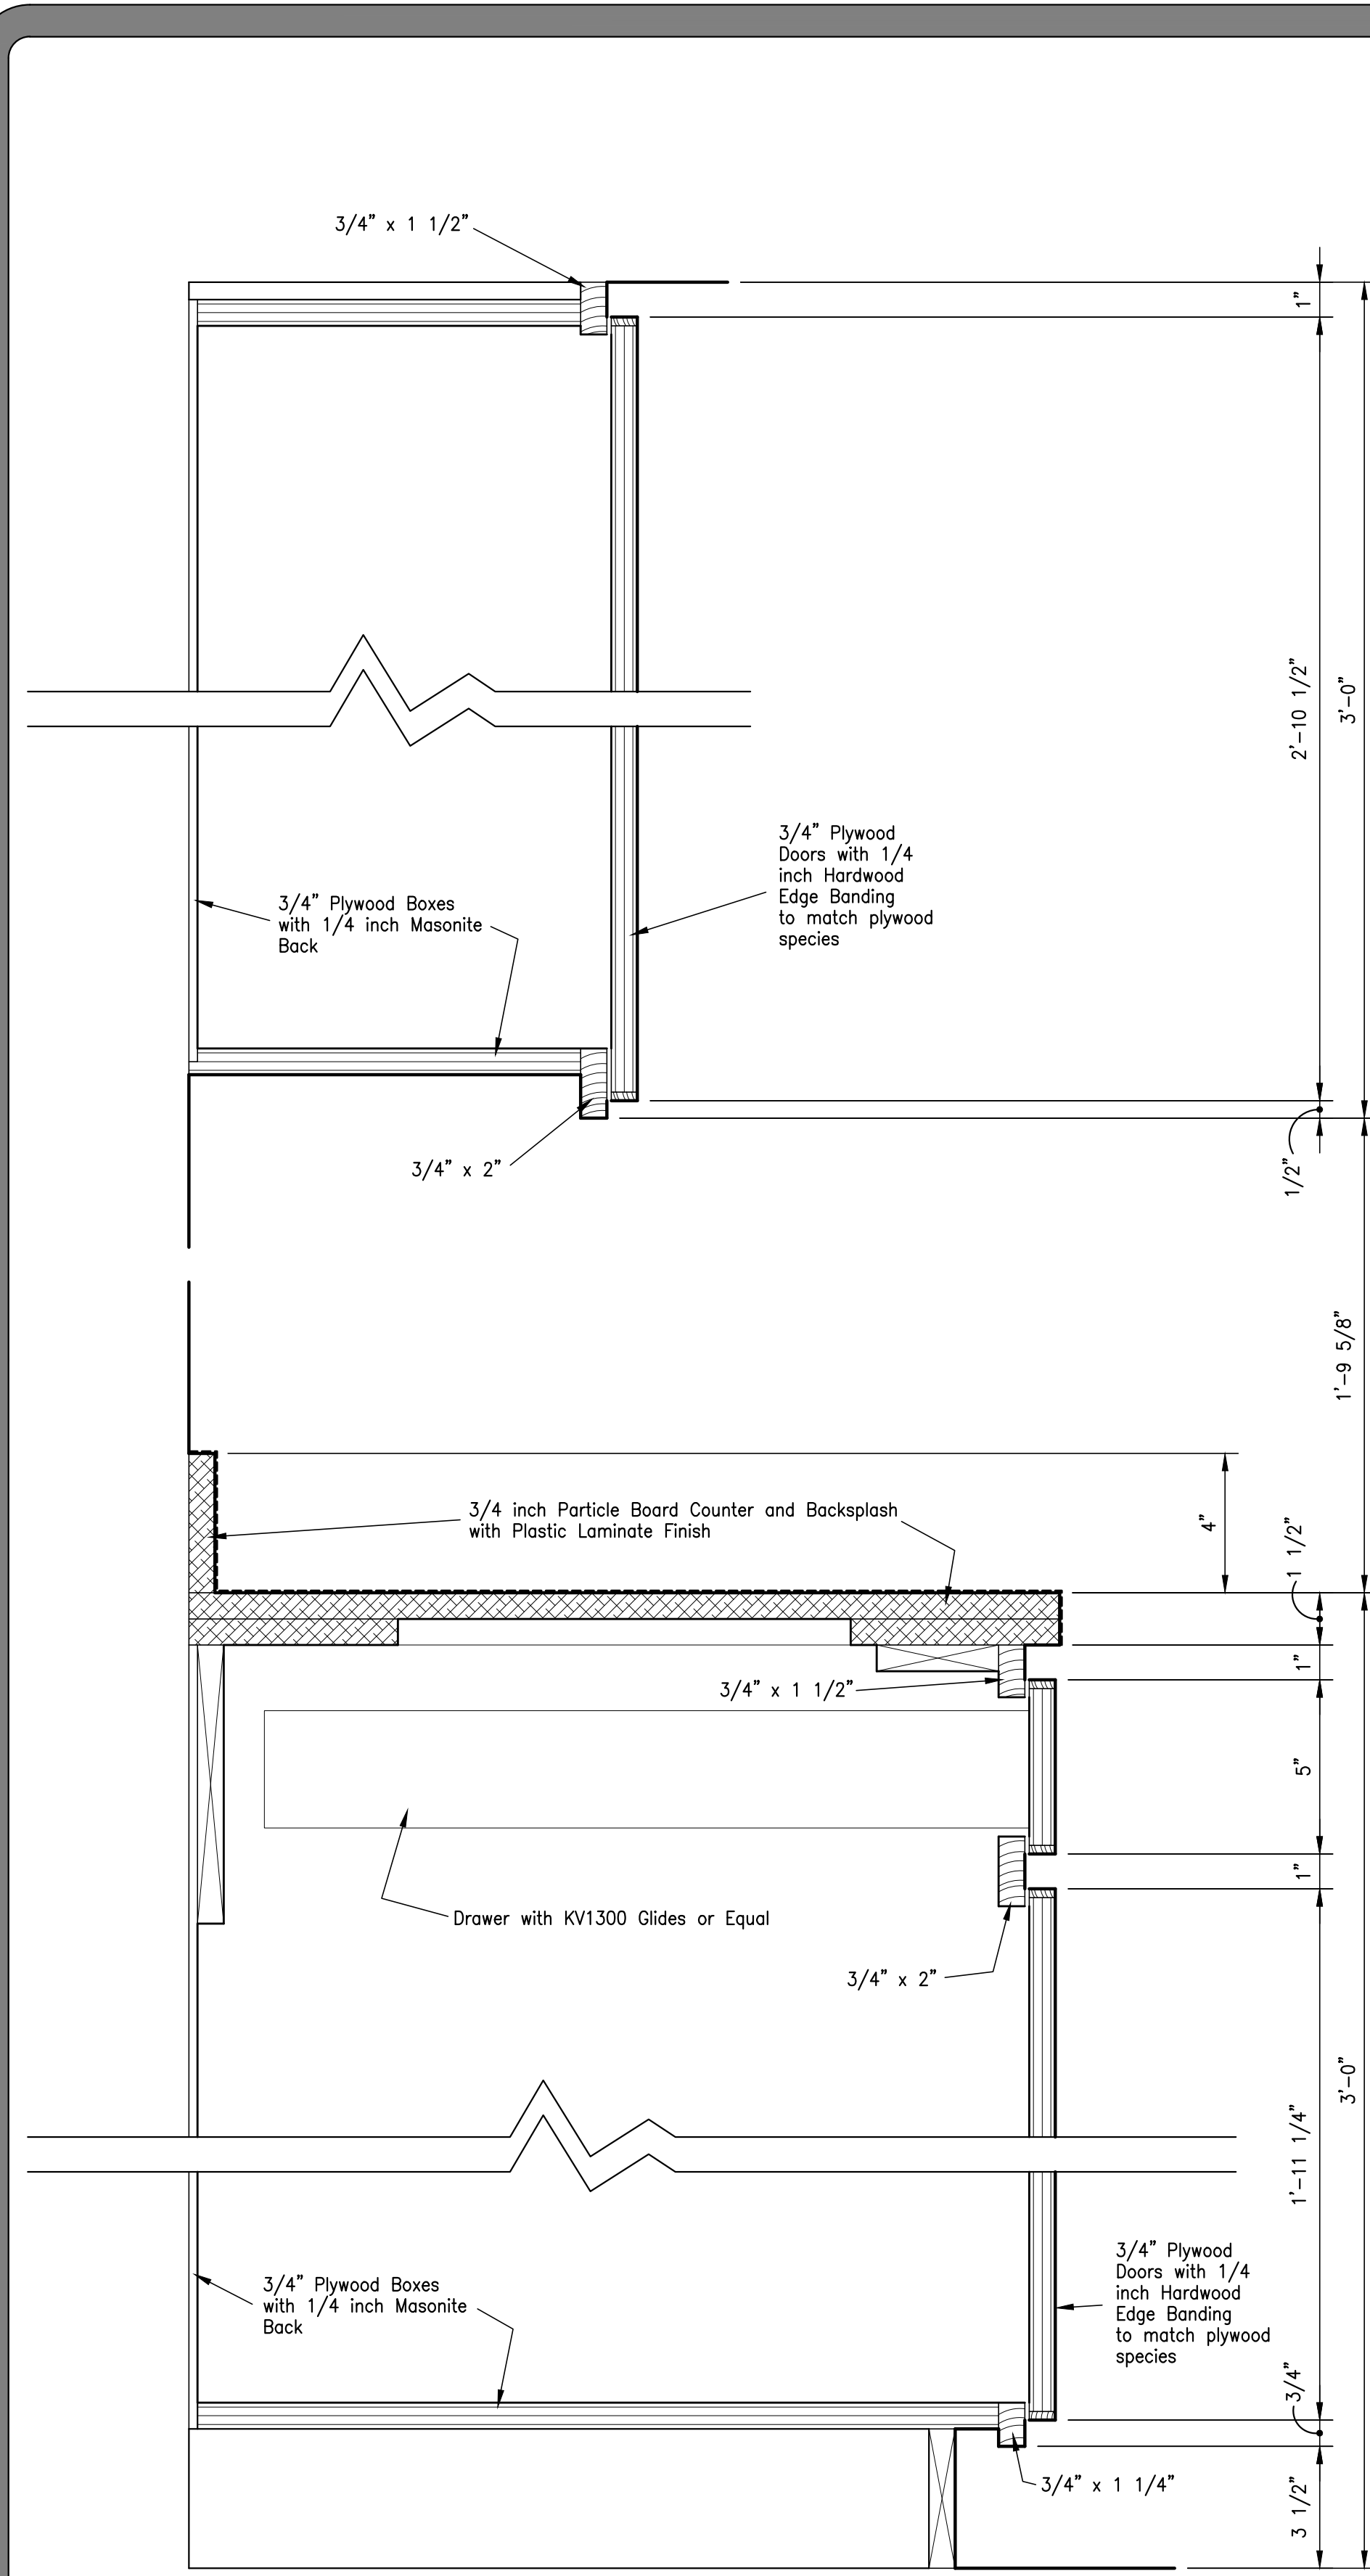 3/4” x 1 1/2”
1”
2’-10 1/2”
3’-0”
3/4” Plywood
Doors with 1/4
inch Hardwood
Edge Banding
to match plywood
species
3/4” Plywood Boxes
with 1/4 inch Masonite
Back
3/4” x 2”
1/2”
1’-9 5/8”
3/4 inch Particle Board Counter and Backsplash
with Plastic Laminate Finish
4”
1 1/2”
1”
3/4” x 1 1/2”
5”
1”
Drawer with KV1300 Glides or Equal
3/4” x 2”
3’-0”
1’-11 1/4”
3/4” Plywood
Doors with 1/4
inch Hardwood
Edge Banding
to match plywood
species
3/4” Plywood Boxes
with 1/4 inch Masonite
Back
3/4”
3/4” x 1 1/4”
3 1/2”